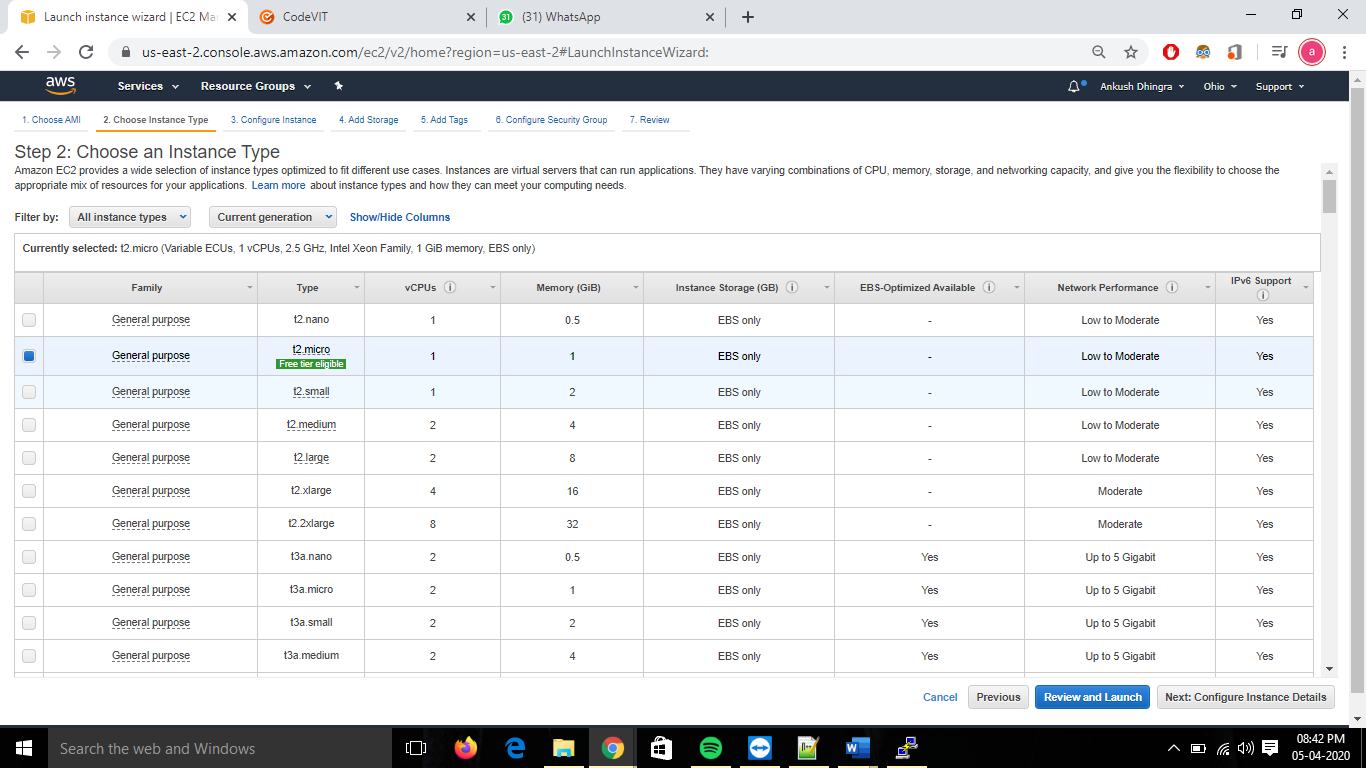 Launch instance wizard | EC2 Mar
CodeVIT
(31) WhatsApp
us-east-2.console.aws.amazon.com/ec2/v2/home?region=us-east-2#LaunchInstanceWizard:
a
aws Services Resource Groups Ankush Dhingra Ohio Support
1. Choose AMI 2. Choose Instance Type 3. Configure Instance 4. Add Storage 5. Add Tags 6. Configure Security Group 7. Review
Step 2: Choose an Instance Type
Amazon EC2 provides a wide selection of instance types optimized to fit different use cases. Instances are virtual servers that can run applications. They have varying combinations of CPU, memory, storage, and networking capacity, and give you the flexibility to choose the
appropriate mix of resources for your applications. Learn more about instance types and how they can meet your computing needs.
Filter by: All instance types Current generation Show/Hide Columns
Currently selected: t2.micro (Variable ECUs, 1 vCPUs, 2.5 GHz, Intel Xeon Family, 1 GiB memory, EBS only)
Family Type vCPUs Memory (GiB) Instance Storage (GB) EBS-Optimized Available Network Performance IPv6 Support
General purpose t2.nano 1 0.5 EBS only - Low to Moderate Yes
General purpose t2.micro 1 1 EBS only - Low to Moderate Yes
Free tier eligible
General purpose t2.small 1 2 EBS only - Low to Moderate Yes
General purpose t2.medium 2 4 EBS only - Low to Moderate Yes
General purpose t2.large 2 8 EBS only - Low to Moderate Yes
General purpose t2.xlarge 4 16 EBS only - Moderate Yes
General purpose t2.2xlarge 8 32 EBS only - Moderate Yes
General purpose t3a.nano 2 0.5 EBS only Yes Up to 5 Gigabit Yes
General purpose t3a.micro 2 1 EBS only Yes Up to 5 Gigabit Yes
General purpose t3a.small 2 2 EBS only Yes Up to 5 Gigabit Yes
General purpose t3a.medium 2 4 EBS only Yes Up to 5 Gigabit Yes
Cancel Previous Review and Launch Next: Configure Instance Details
Search the web and Windows
08:42 PM
05-04-2020